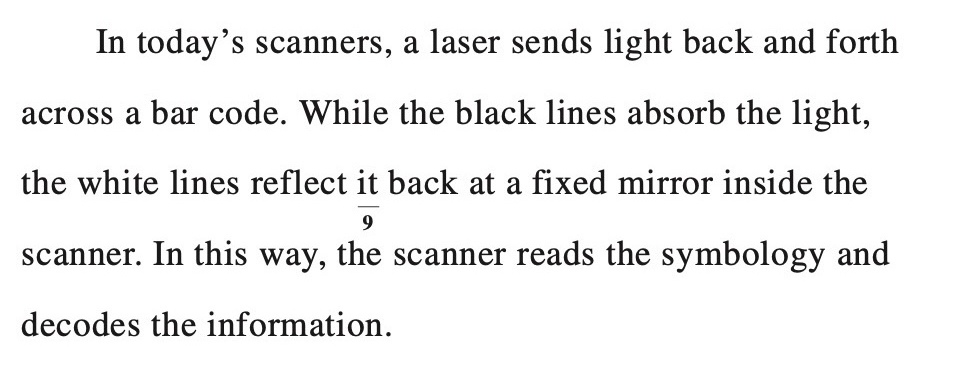 In today’s scanners, a laser sends light back and forth
across a bar code. While the black lines absorb the light,
the white lines reflect it back at a fixed mirror inside the
9
scanner. In this way, the scanner reads the symbology and
decodes the information.